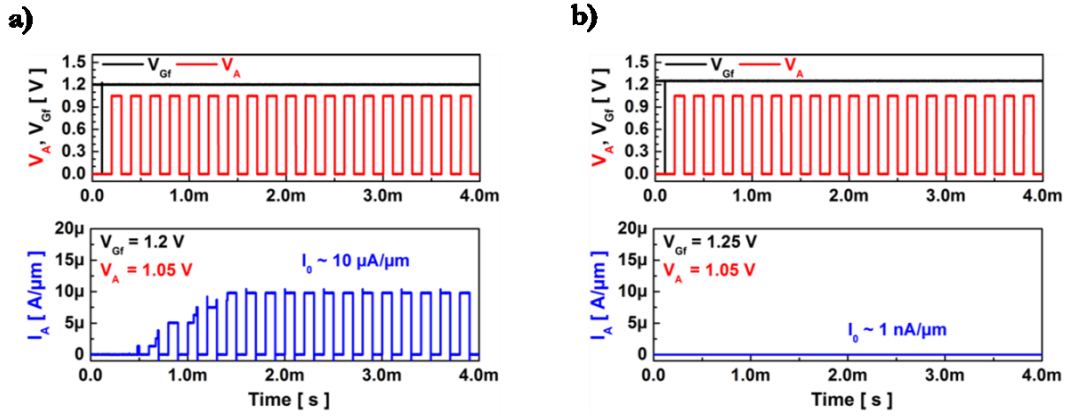 a)
V_Gf V_A
V_A, V_Gf [ V ]
1.5
1.2
0.9
0.6
0.3
0.0
0.0 1.0m 2.0m 3.0m 4.0m
I_A [ A/µm ]
20µ
15µ
10µ
5µ
0
V_Gf = 1.2 V
V_A = 1.05 V
I_0 ~ 10 µA/µm
0.0 1.0m 2.0m 3.0m 4.0m
Time [ s ]
b)
V_Gf V_A
V_A, V_Gf [ V ]
1.5
1.2
0.9
0.6
0.3
0.0
0.0 1.0m 2.0m 3.0m 4.0m
I_A [ A/µm ]
20µ
15µ
10µ
5µ
0
V_Gf = 1.25 V
V_A = 1.05 V
I_0 ~ 1 nA/µm
0.0 1.0m 2.0m 3.0m 4.0m
Time [ s ]